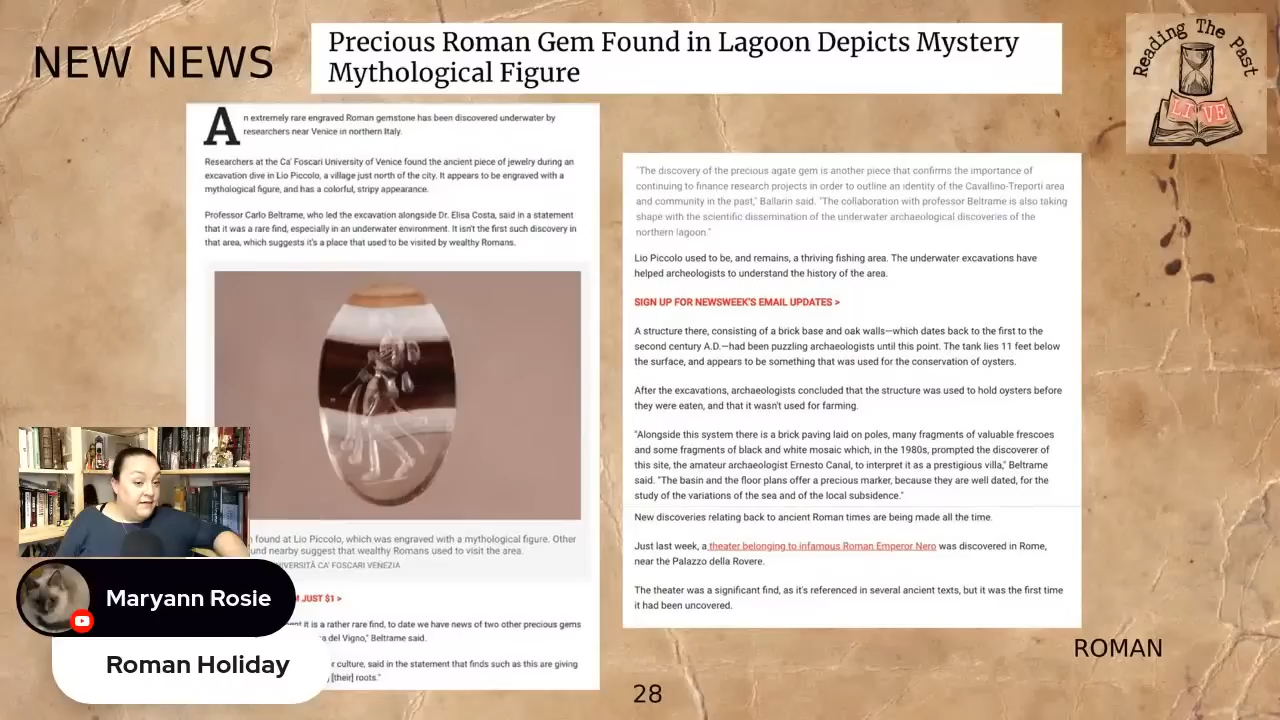 NEW NEWS
Precious Roman Gem Found in Lagoon Depicts Mystery
Mythological Figure
Reading The Past
LIVE
An extremely rare engraved Roman gemstone has been discovered underwater by
researchers near Venice in northern Italy.
Researchers at the Ca' Foscari University of Venice found the ancient piece of jewelry during an
excavation dive in Lio Piccolo, a village just north of the city. It appears to be engraved with a
mythological figure, and has a colorful, stripy appearance.
Professor Carlo Beltrame, who led the excavation alongside Dr. Elisa Costa, said in a statement
that it was a rare find, especially in an underwater environment. It isn't the first such discovery in
that area, which suggests it's a place that used to be visited by wealthy Romans.
found at Lio Piccolo, which was engraved with a mythological figure. Other
und nearby suggest that wealthy Romans used to visit the area.
IVERSITÀ CA' FOSCARI VENEZIA
JUST $1 >
it is a rather rare find, to date we have news of two other precious gems
del Vigno," Beltrame said.
culture, said in the statement that finds such as this are giving
[their] roots."
"The discovery of the precious agate gem is another piece that confirms the importance of
continuing to finance research projects in order to outline an identity of the Cavallino-Treporti area
and community in the past," Ballarin said. "The collaboration with professor Beltrame is also taking
shape with the scientific dissemination of the underwater archaeological discoveries of the
northern lagoon."
Lio Piccolo used to be, and remains, a thriving fishing area. The underwater excavations have
helped archeologists to understand the history of the area.
SIGN UP FOR NEWSWEEK'S EMAIL UPDATES >
A structure there, consisting of a brick base and oak walls—which dates back to the first to the
second century A.D.—had been puzzling archaeologists until this point. The tank lies 11 feet below
the surface, and appears to be something that was used for the conservation of oysters.
After the excavations, archaeologists concluded that the structure was used to hold oysters before
they were eaten, and that it wasn't used for farming.
"Alongside this system there is a brick paving laid on poles, many fragments of valuable frescoes
and some fragments of black and white mosaic which, in the 1980s, prompted the discoverer of
this site, the amateur archaeologist Ernesto Canal, to interpret it as a prestigious villa," Beltrame
said. "The basin and the floor plans offer a precious marker, because they are well dated, for the
study of the variations of the sea and of the local subsidence."
New discoveries relating back to ancient Roman times are being made all the time.
Just last week, a theater belonging to infamous Roman Emperor Nero was discovered in Rome,
near the Palazzo della Rovere.
The theater was a significant find, as it's referenced in several ancient texts, but it was the first time
it had been uncovered.
Maryann Rosie
Roman Holiday
ROMAN
28